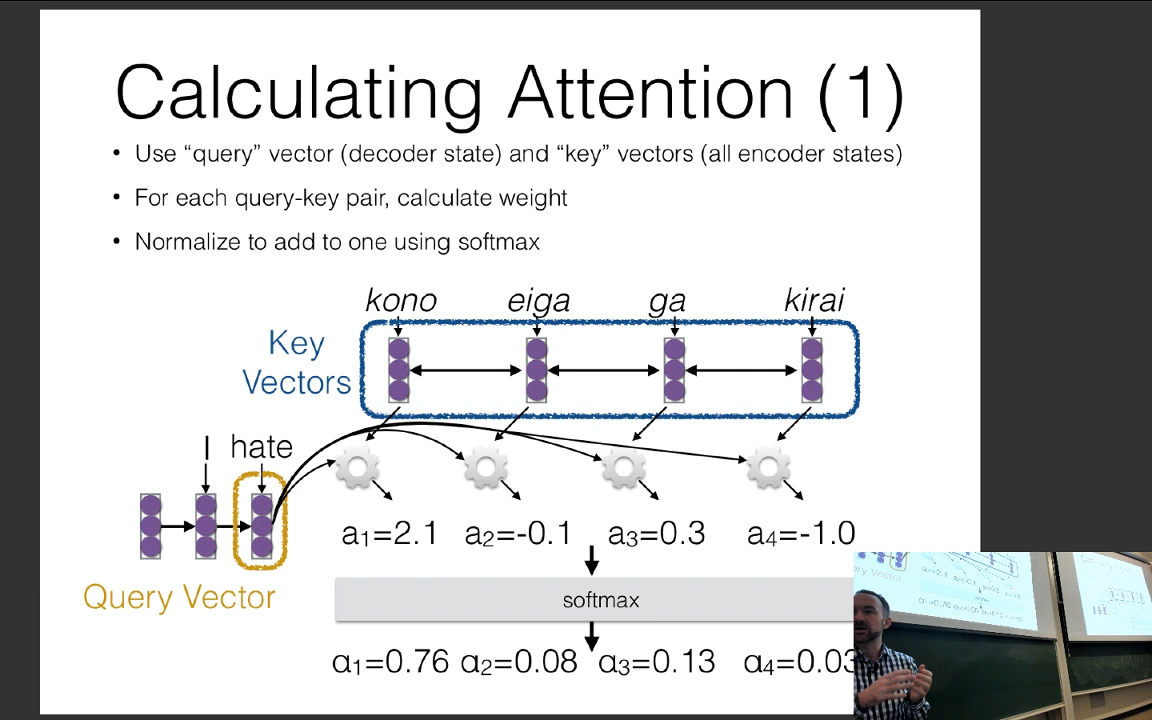 Calculating Attention (1)
• Use “query” vector (decoder state) and “key” vectors (all encoder states)
• For each query-key pair, calculate weight
• Normalize to add to one using softmax
kono eiga ga kirai
Key
Vectors
I hate
a1=2.1 a2=-0.1 a3=0.3 a4=-1.0
Query Vector
softmax
α1=0.76 α2=0.08 α3=0.13 α4=0.03